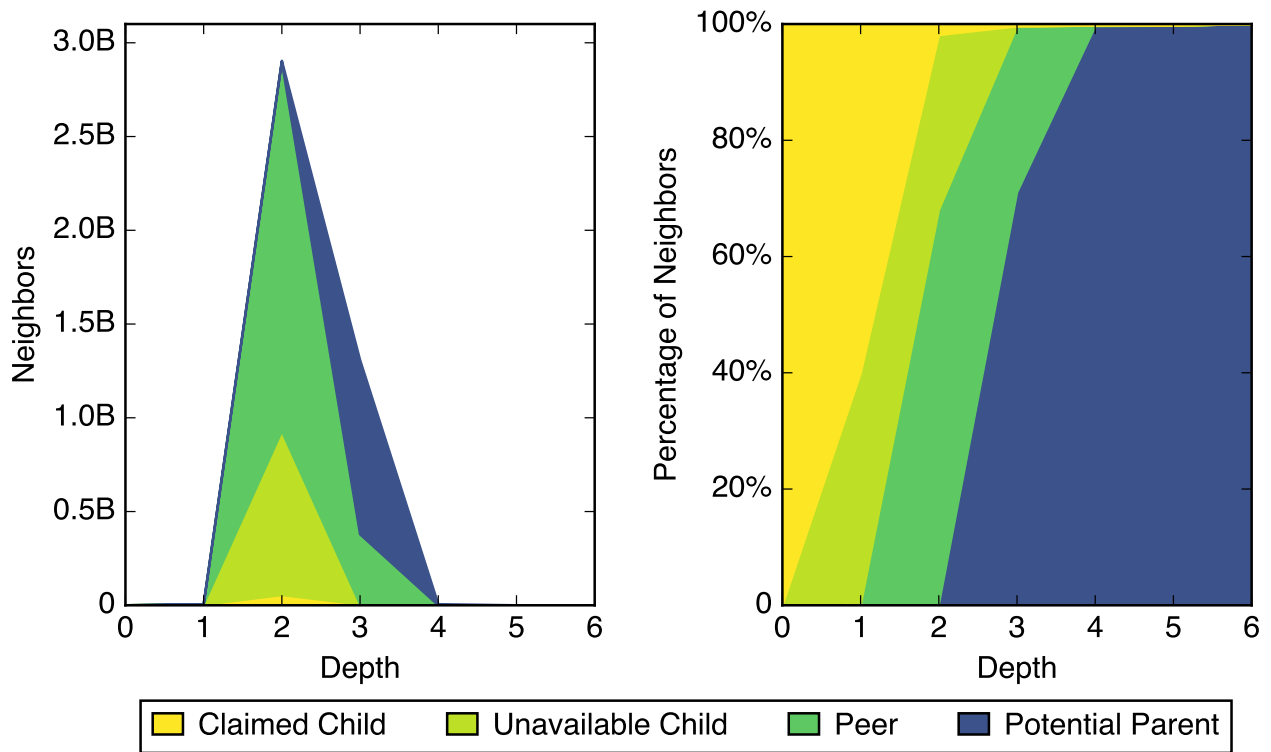 Neighbors
3.0B
2.5B
2.0B
1.5B
1.0B
0.5B
0
0 1 2 3 4 5 6
Depth
Percentage of Neighbors
100%
80%
60%
40%
20%
0
0 1 2 3 4 5 6
Depth
Claimed Child Unavailable Child Peer Potential Parent